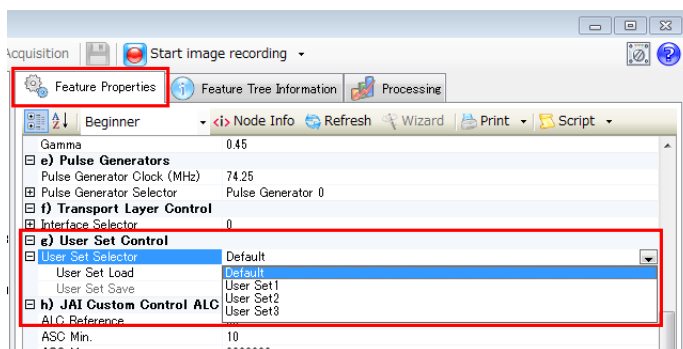 Acquisition Start image recording
Feature Properties Feature Tree Information Processing
Beginner <i> Node Info Refresh Wizard Print Script
Gamma 0.45
e) Pulse Generators
Pulse Generator Clock (MHz) 74.25
Pulse Generator Selector Pulse Generator 0
f) Transport Layer Control
Interface Selector 0
g) User Set Control
User Set Selector Default
User Set Load Default
User Set Save User Set1
User Set2
h) JAI Custom Control ALC User Set3
ALC Reference
ASC Min. 10